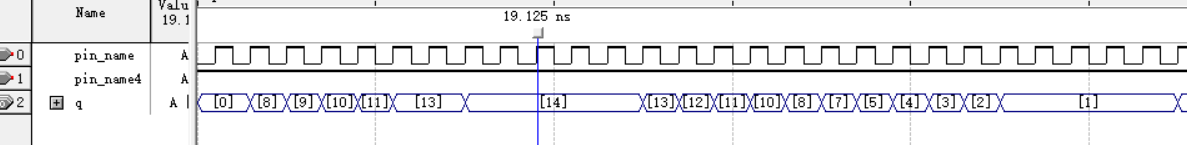 Name
Valu
19.1
19.125 ns
0 pin_name A
1 pin_name4 A
2 q A [0] [8] [9] [10] [11] [13] [14] [13] [12] [11] [10] [8] [7] [5] [4] [3] [2] [1]